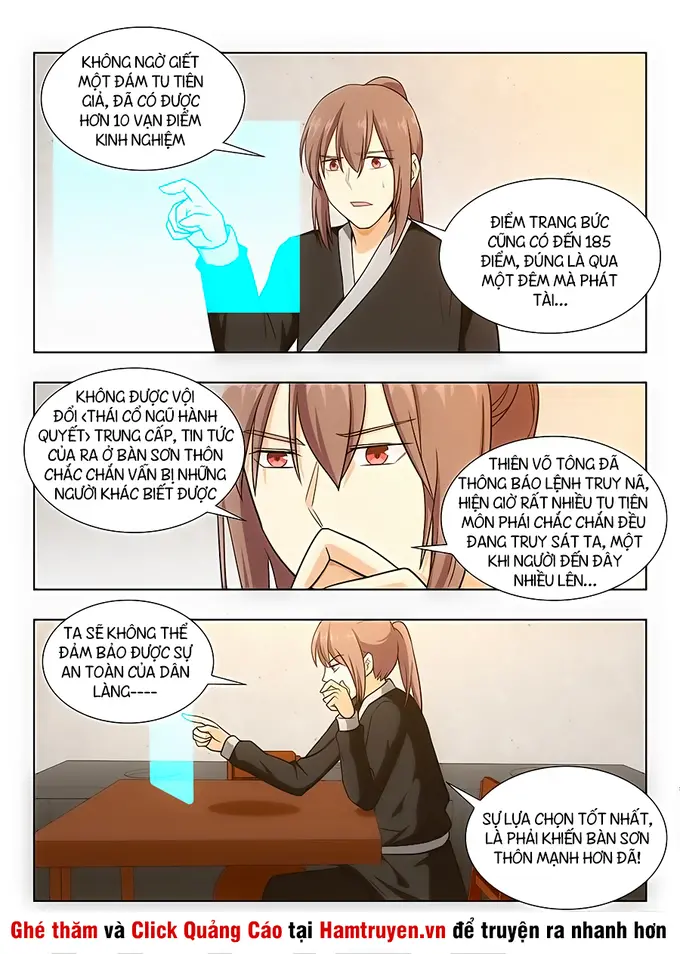 KHÔNG NGỜ GIẾT
MỘT ĐÁM TU TIÊN
GIẢ, ĐÃ CÓ ĐƯỢC
HƠN 10 VẠN ĐIỂM
KINH NGHIỆM
ĐIỂM TRANG BỨC
CŨNG CÓ ĐẾN 185
ĐIỂM, ĐÚNG LÀ QUA
MỘT ĐÊM MÀ PHÁT
TÀI...
KHÔNG ĐƯỢC VỘI
ĐỔI <THÁI CỔ NGŨ HÀNH
QUYẾT> TRUNG CẤP, TIN TỨC
CỦA RA Ở BÀN SƠN THÔN
CHẮC CHẮN VẪN BỊ NHỮNG
NGƯỜI KHÁC BIẾT ĐƯỢC
THIÊN VÕ TÔNG ĐÃ
THÔNG BÁO LỆNH TRUY NÃ,
HIỆN GIỜ RẤT NHIỀU TU TIÊN
MÔN PHÁI CHẮC CHẮN ĐỀU
ĐANG TRUY SÁT TA, MỘT
KHI NGƯỜI ĐẾN ĐÂY
NHIỀU LÊN...
TA SẼ KHÔNG THỂ
ĐẢM BẢO ĐƯỢC SỰ
AN TOÀN CỦA DÂN
LÀNG----
SỰ LỰA CHỌN TỐT NHẤT,
LÀ PHẢI KHIẾN BÀN SƠN
THÔN MẠNH HƠN ĐÃ!
Ghé thăm và Click Quảng Cáo tại Hamtruyen.vn để truyện ra nhanh hơn